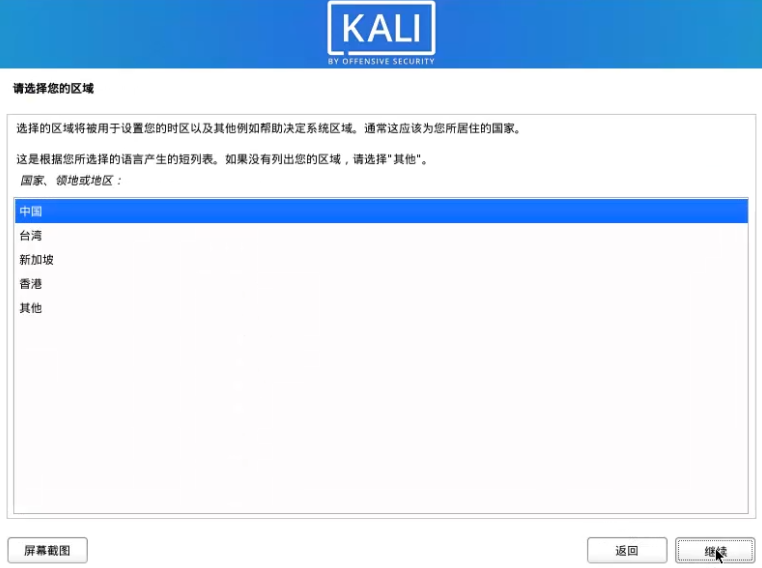 KALI
BY OFFENSIVE SECURITY
请选择您的区域
选择的区域将被用于设置您的时区以及其他例如帮助决定系统区域。通常这应该为您所居住的国家。
这是根据您所选择的语言产生的短列表。如果没有列出您的区域，请选择"其他"。
国家、领地或地区：
中国
台湾
新加坡
香港
其他
屏幕截图
返回
继续